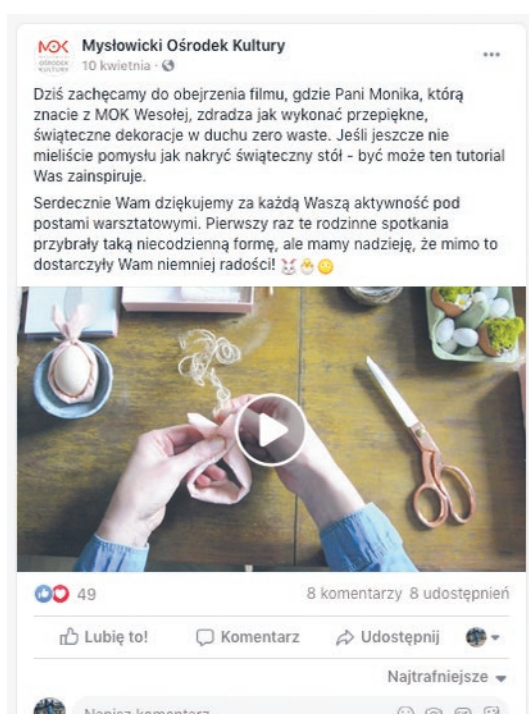 MOK
OŚRODEK
KULTURY
Mysłowicki Ośrodek Kultury
10 kwietnia ·
Dziś zachęcamy do obejrzenia filmu, gdzie Pani Monika, którą
znacie z MOK Wesołej, zdradza jak wykonać przepiękne,
świąteczne dekoracje w duchu zero waste. Jeśli jeszcze nie
mieliście pomysłu jak nakryć świąteczny stół - być może ten tutorial
Was zainspiruje.
Serdecznie Wam dziękujemy za każdą Waszą aktywność pod
postami warsztatowymi. Pierwszy raz te rodzinne spotkania
przybrały taką niecodzienną formę, ale mamy nadzieję, że mimo to
dostarczyły Wam niemniej radości! 🐰🐣😊
49
8 komentarzy 8 udostępnień
Lubię to!
Komentarz
Udostępnij
Najtrafniejsze
Napisz komentarz